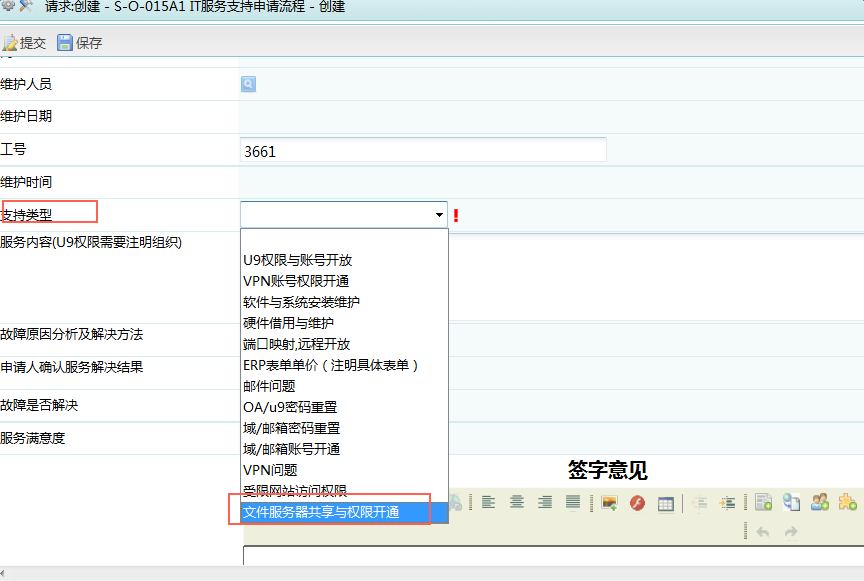 请求:创建 - S-O-015A1 IT服务支持申请流程 - 创建
提交 保存
维护人员
维护日期
工号 3661
维护时间
支持类型 !
服务内容(U9权限需要注明组织)
U9权限与账号开放
VPN账号权限开通
软件与系统安装维护
硬件借用与维护
端口映射,远程开放
ERP表单单价（注明具体表单）
邮件问题
OA/u9密码重置
域/邮箱密码重置
域/邮箱账号开通
VPN问题
受限网站访问权限
文件服务器共享与权限开通
故障原因分析及解决方法
申请人确认服务解决结果
故障是否解决
服务满意度
签字意见